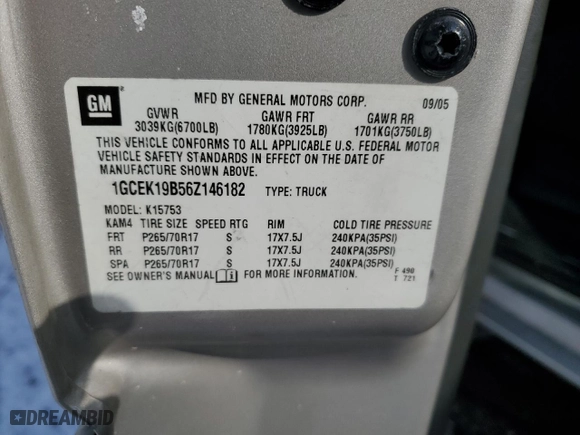 GM
MFD BY GENERAL MOTORS CORP. 09/05
GVWR GAWR FRT GAWR RR
3039KG(6700LB) 1780KG(3925LB) 1701KG(3750LB)
THIS VEHICLE CONFORMS TO ALL APPLICABLE U.S. FEDERAL MOTOR
VEHICLE SAFETY STANDARDS IN EFFECT ON THE DATE OF
MANUFACTURE SHOWN ABOVE.
1GCEK19B56Z146182 TYPE: TRUCK
MODEL: K15753
KAM4 TIRE SIZE SPEED RTG RIM COLD TIRE PRESSURE
FRT P265/70R17 S 17X7.5J 240KPA(35PSI)
RR P265/70R17 S 17X7.5J 240KPA(35PSI)
SPA P265/70R17 S 17X7.5J 240KPA(35PSI)
SEE OWNER'S MANUAL FOR MORE INFORMATION.
F 490
T 721
DREAMBID